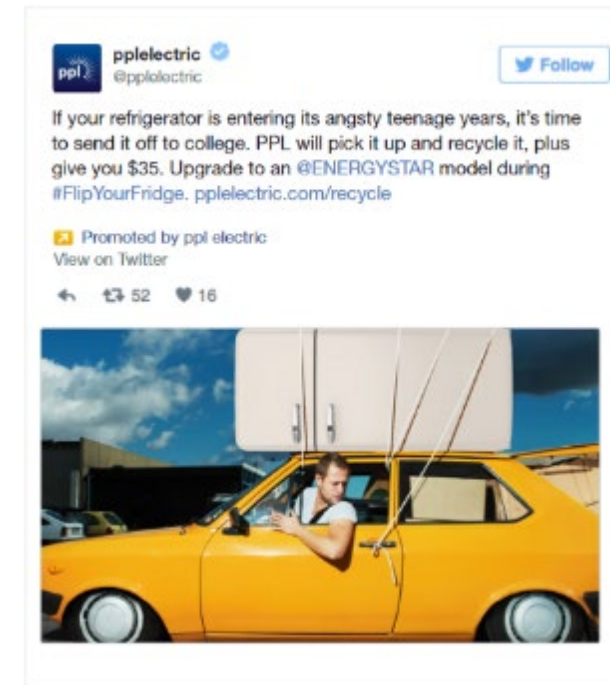 ppl
pplelectric
@pplelectric
Follow
If your refrigerator is entering its angsty teenage years, it's time
to send it off to college. PPL will pick it up and recycle it, plus
give you $35. Upgrade to an @ENERGYSTAR model during
#FlipYourFridge. pplelectric.com/recycle
Promoted by ppl electric
View on Twitter
52 16